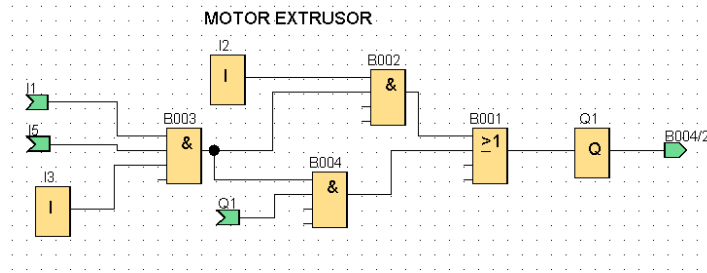 MOTOR EXTRUSOR
I2
I
B002
&
I1
B003
&
B001
>1
Q1
Q
B004/2
I5
B004
&
I3
I
Q1